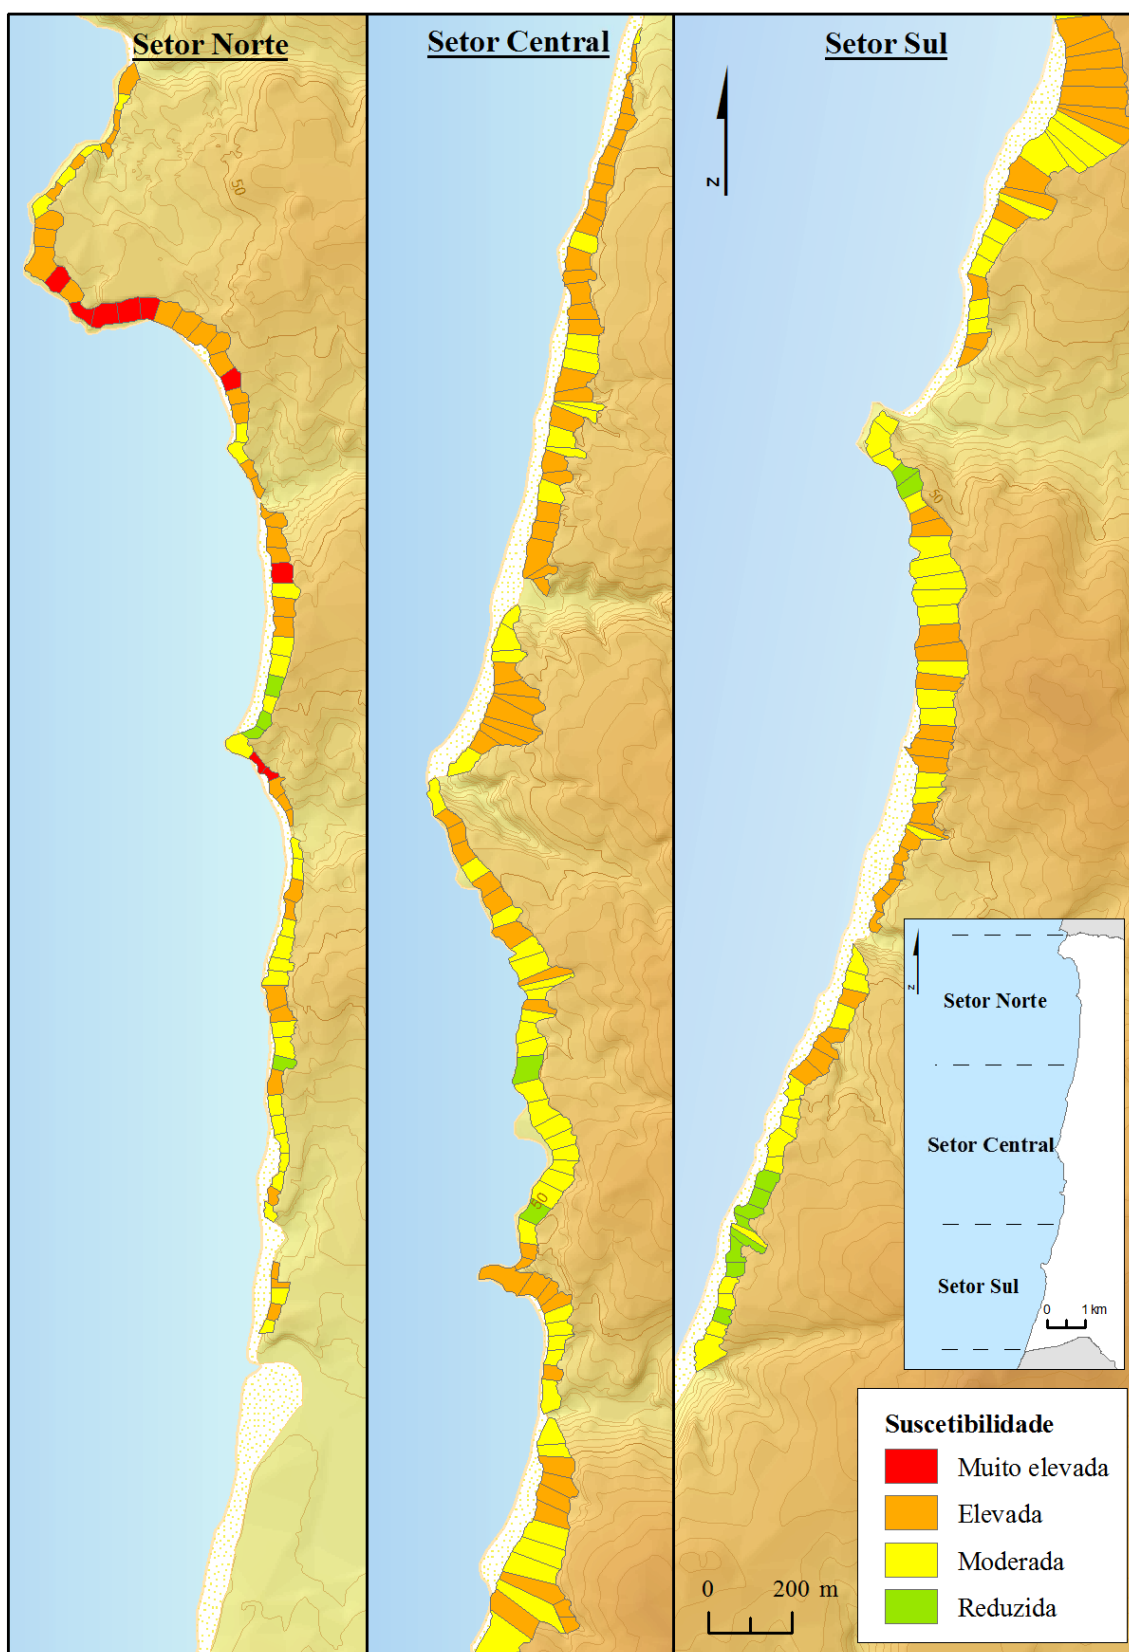 Setor Norte
Setor Central
Setor Sul
N
50
50
50
N
Setor Norte
Setor Central
Setor Sul
0 1 km
Suscetibilidade
Muito elevada
Elevada
Moderada
Reduzida
0 200 m